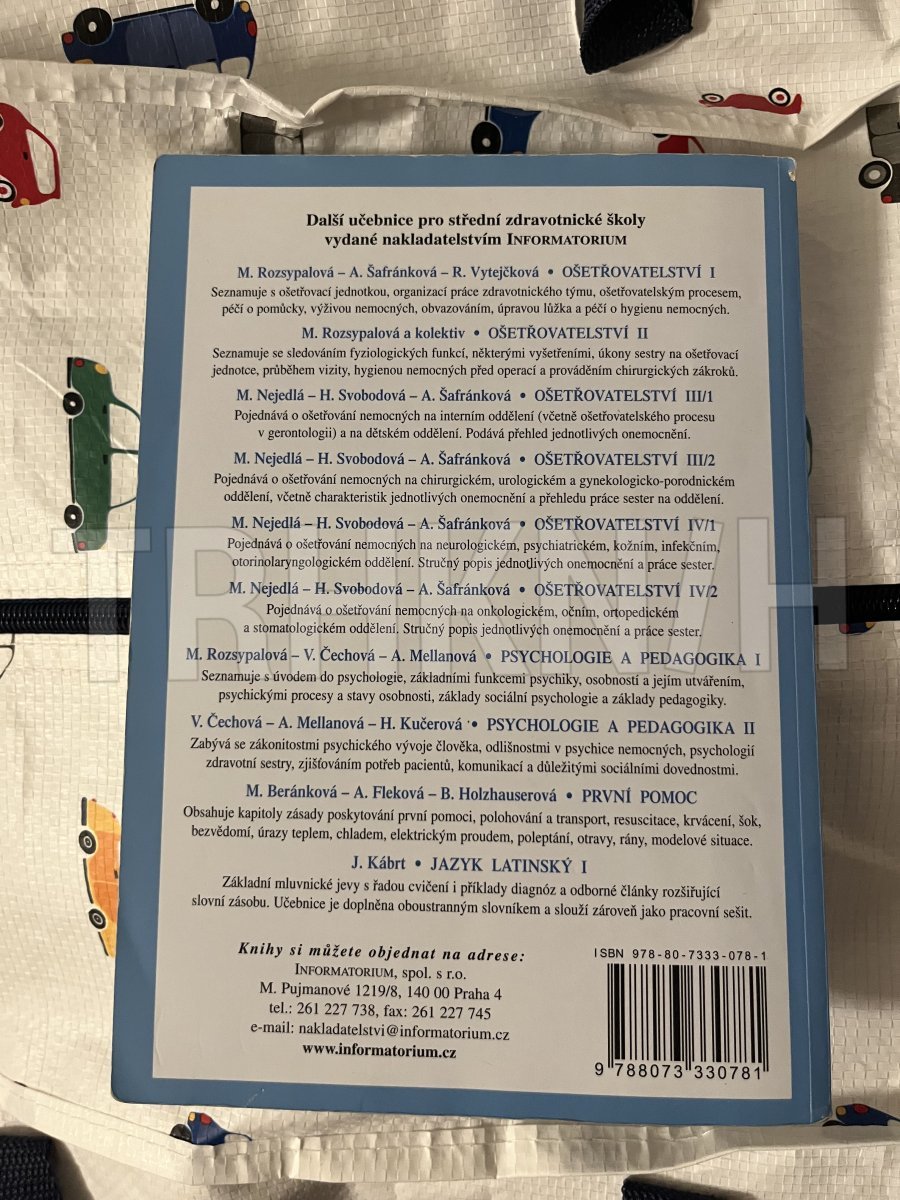 Další učebnice pro střední zdravotnické školy
vydané nakladatelstvím INFORMATORIUM
M. Rozsypalová – A. Šafránková – R. Vytejčková • OŠETŘOVATELSTVÍ I
Seznamuje s ošetřovací jednotkou, organizací práce zdravotnického týmu, ošetřovatelským procesem,
péčí o pomůcky, výživou nemocných, obvazováním, úpravou lůžka a péčí o hygienu nemocných.
M. Rozsypalová a kolektiv • OŠETŘOVATELSTVÍ II
Seznamuje se sledováním fyziologických funkcí, některými vyšetřeními, úkony sestry na ošetřovací
jednotce, průběhem vizity, hygienou nemocných před operací a prováděním chirurgických zákroků.
M. Nejedlá – H. Svobodová – A. Šafránková • OŠETŘOVATELSTVÍ III/1
Pojednává o ošetřování nemocných na interním oddělení (včetně ošetřovatelského procesu
v gerontologii) a na dětském oddělení. Podává přehled jednotlivých onemocnění.
M. Nejedlá – H. Svobodová – A. Šafránková • OŠETŘOVATELSTVÍ III/2
Pojednává o ošetřování nemocných na chirurgickém, urologickém a gynekologicko-porodnickém
oddělení, včetně charakteristik jednotlivých onemocnění a přehledu práce sester na oddělení.
M. Nejedlá – H. Svobodová – A. Šafránková • OŠETŘOVATELSTVÍ IV/1
Pojednává o ošetřování nemocných na neurologickém, psychiatrickém, kožním, infekčním,
otorinolaryngologickém oddělení. Stručný popis jednotlivých onemocnění a práce sester.
M. Nejedlá – H. Svobodová – A. Šafránková • OŠETŘOVATELSTVÍ IV/2
Pojednává o ošetřování nemocných na onkologickém, očním, ortopedickém
a stomatologickém oddělení. Stručný popis jednotlivých onemocnění a práce sester.
M. Rozsypalová – V. Čechová – A. Mellanová • PSYCHOLOGIE A PEDAGOGIKA I
Seznamuje s úvodem do psychologie, základními funkcemi psychiky, osobností a jejím utvářením,
psychickými procesy a stavy osobnosti, základy sociální psychologie a základy pedagogiky.
V. Čechová – A. Mellanová – H. Kučerová • PSYCHOLOGIE A PEDAGOGIKA II
Zabývá se zákonitostmi psychického vývoje člověka, odlišnostmi v psychice nemocných, psychologií
zdravotní sestry, zjišťováním potřeb pacientů, komunikací a důležitými sociálními dovednostmi.
M. Beránková – A. Fleková – B. Holzhauserová • PRVNÍ POMOC
Obsahuje kapitoly zásady poskytování první pomoci, polohování a transport, resuscitace, krvácení, šok,
bezvědomí, úrazy teplem, chladem, elektrickým proudem, poleptání, otravy, rány, modelové situace.
J. Kábrt • JAZYK LATINSKÝ I
Základní mluvnické jevy s řadou cvičení i příklady diagnóz a odborné články rozšiřující
slovní zásobu. Učebnice je doplněna oboustranným slovníkem a slouží zároveň jako pracovní sešit.
Knihy si můžete objednat na adrese:
INFORMATORIUM, spol. s r.o.
M. Pujmanové 1219/8, 140 00 Praha 4
tel.: 261 227 738, fax: 261 227 745
e-mail: nakladatelstvi@informatorium.cz
www.informatorium.cz
ISBN 978-80-7333-078-1
9 788073 330781